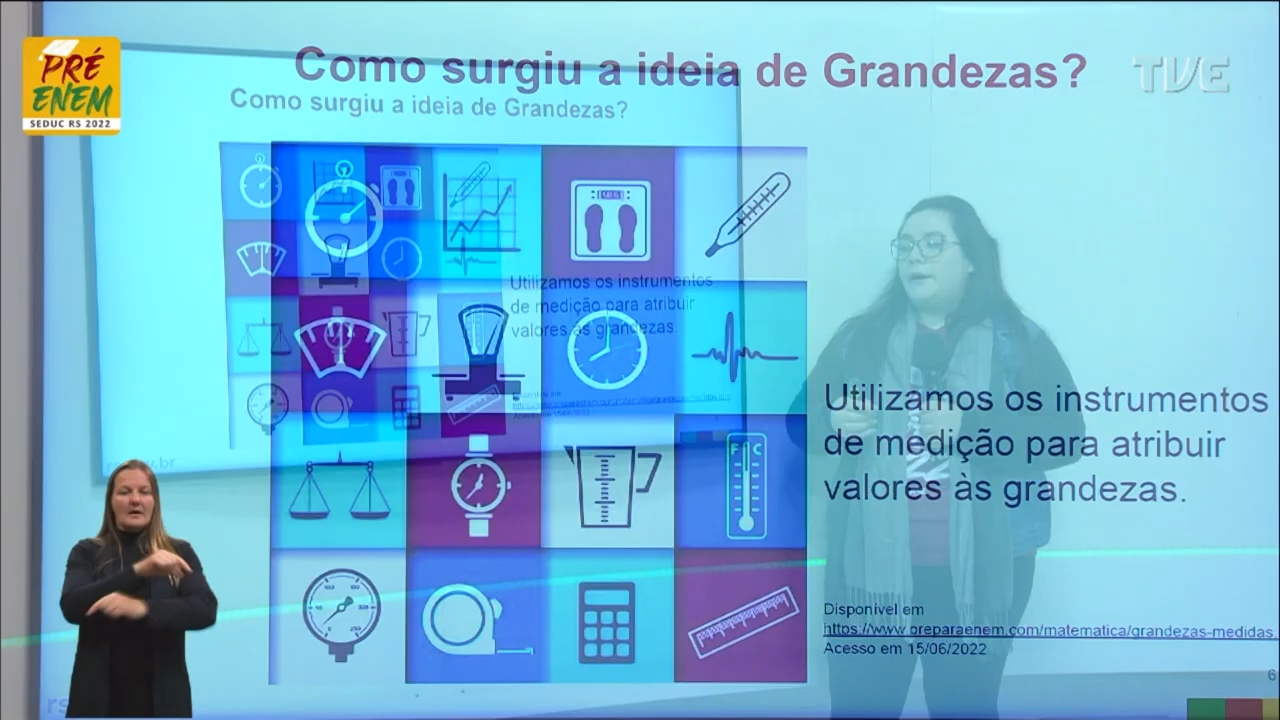 PRÉ
ENEM
SEDUC RS 2022
Como surgiu a ideia de Grandezas?
TVE
Como surgiu a ideia de Grandezas?
Utilizamos os instrumentos
de medição para atribuir
valores às grandezas.
F C
Utilizamos os instrumentos
de medição para atribuir
valores às grandezas.
Disponível em
https://www.preparaenem.com/matematica/grandezas-medidas
Acesso em 15/06/2022
6